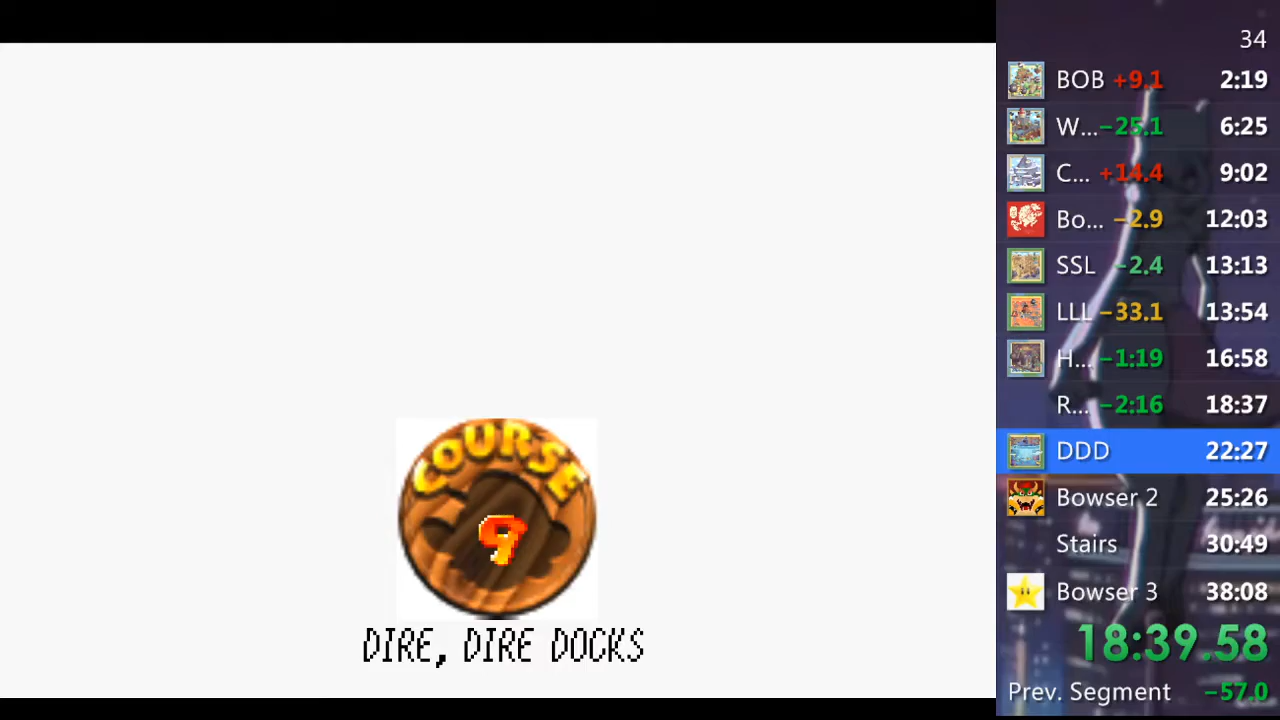 COURSE
9
DIRE, DIRE DOCKS
34
BOB +9.1 2:19
W... −25.1 6:25
C... +14.4 9:02
Bo... −2.9 12:03
SSL −2.4 13:13
LLL −33.1 13:54
H... −1:19 16:58
R... −2:16 18:37
DDD 22:27
Bowser 2 25:26
Stairs 30:49
Bowser 3 38:08
18:39.58
Prev. Segment −57.0